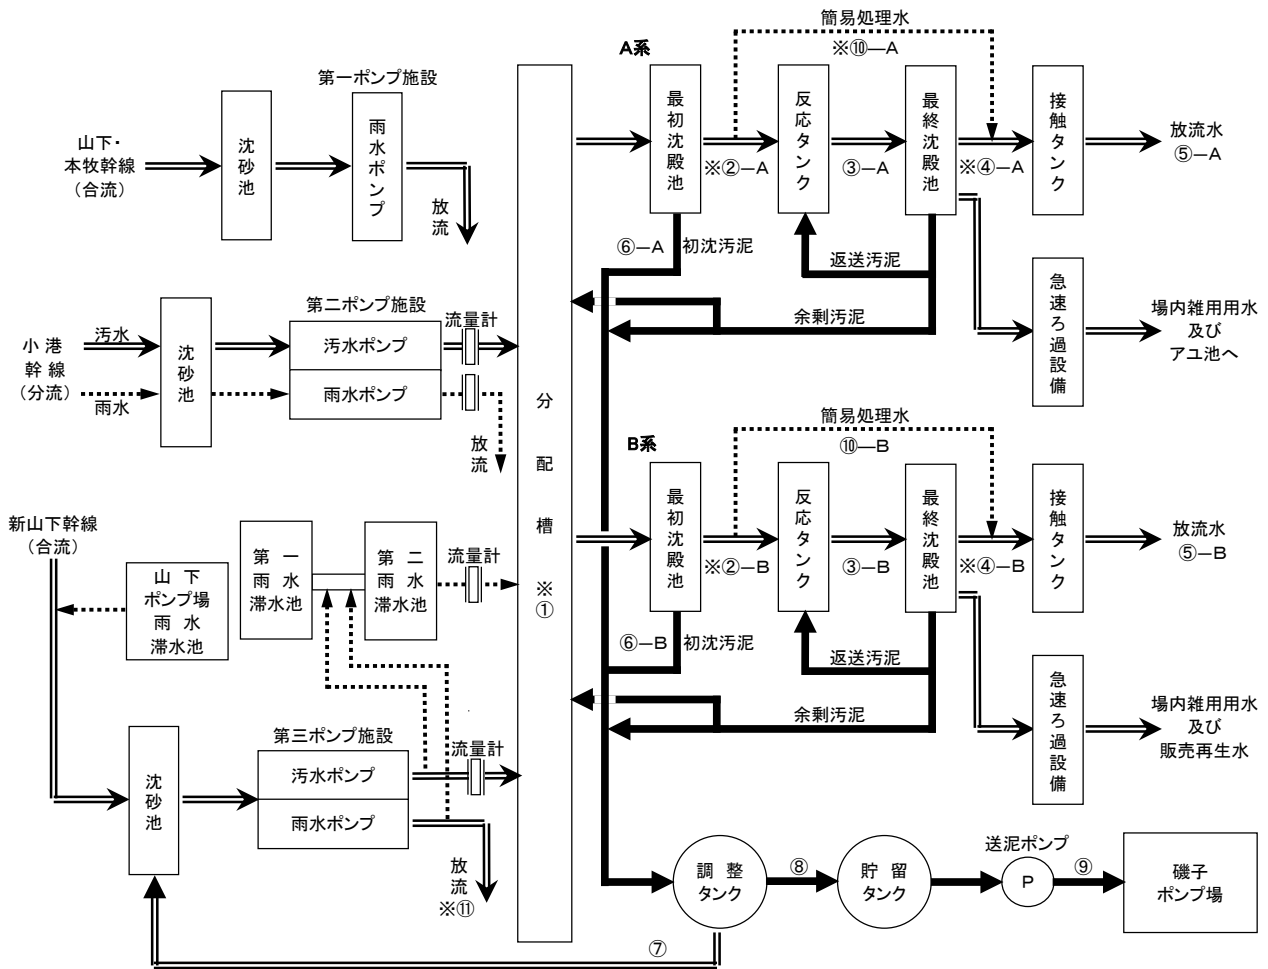 簡易処理水
※⑩―A
A系
第一ポンプ施設
山下・
本牧幹線
（合流）
沈砂池
雨水ポンプ
放流
最初沈殿池
※②―A
反応タンク
③―A
最終沈殿池
※④―A
接触タンク
放流水
⑤―A
⑥―A
初沈汚泥
返送汚泥
余剰汚泥
急速ろ過設備
場内雑用用水
及び
アユ池へ
第二ポンプ施設
流量計
小港
幹線
（分流）
汚水
雨水
沈砂池
汚水ポンプ
雨水ポンプ
放流
分配槽
※①
簡易処理水
⑩―B
B系
最初沈殿池
※②―B
反応タンク
③―B
最終沈殿池
※④―B
接触タンク
放流水
⑤―B
⑥―B
初沈汚泥
返送汚泥
余剰汚泥
急速ろ過設備
場内雑用用水
及び
販売再生水
新山下幹線
（合流）
山下
ポンプ場
雨水
滞水池
第一
雨水
滞水池
第二
雨水
滞水池
流量計
第三ポンプ施設
流量計
沈砂池
汚水ポンプ
雨水ポンプ
放流
※⑪
⑦
調整
タンク
⑧
貯留
タンク
送泥ポンプ
P
⑨
磯子
ポンプ場